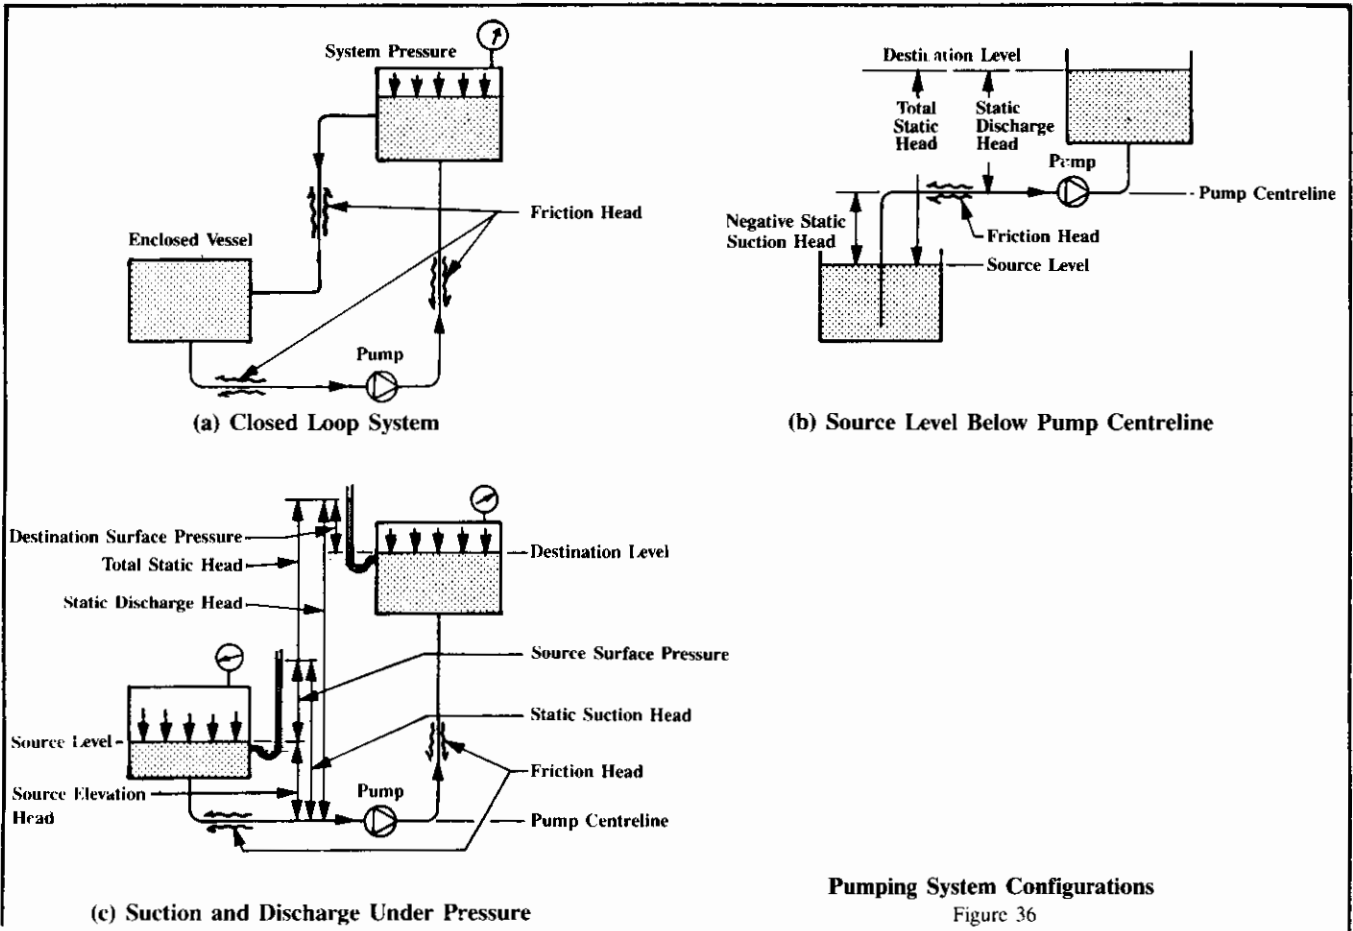 System Pressure
Friction Head
Enclosed Vessel
Pump
(a) Closed Loop System
Destination Level
Total
Static
Head
Static
Discharge
Head
Pump
Pump Centreline
Negative Static
Suction Head
Friction Head
Source Level
(b) Source Level Below Pump Centreline
Destination Surface Pressure
Total Static Head
Static Discharge Head
Destination Level
Source Surface Pressure
Static Suction Head
Source Level
Friction Head
Source Elevation
Head
Pump
Pump Centreline
(c) Suction and Discharge Under Pressure
Pumping System Configurations
Figure 36